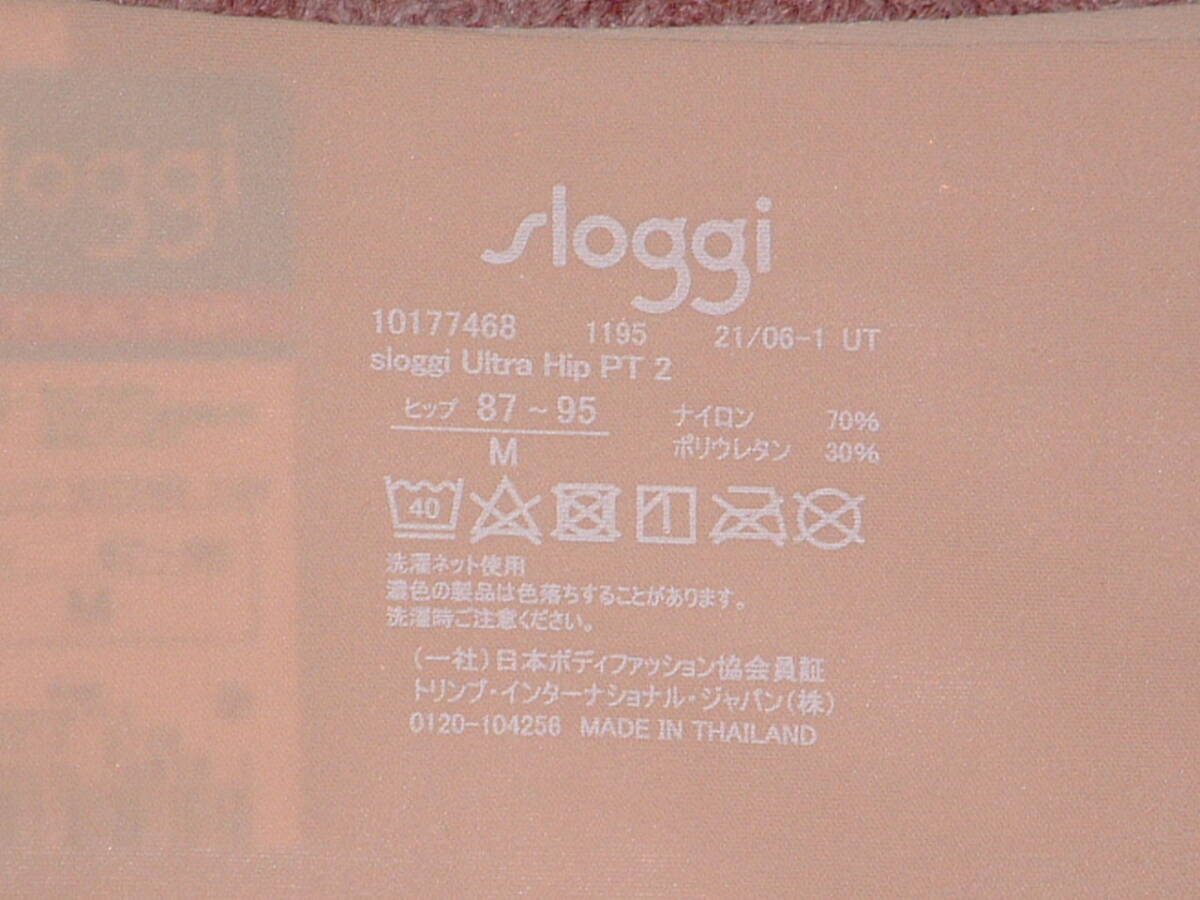 sloggi
10177468 1195 21/06-1 UT
sloggi Ultra Hip PT 2
ヒップ 87～95 ナイロン 70%
M ポリウレタン 30%
40
洗濯ネット使用
濃色の製品は色落ちすることがあります。
洗濯時ご注意ください。
(一社)日本ボディファッション協会員証
トリンプ・インターナショナル・ジャパン(株)
0120-104256 MADE IN THAILAND